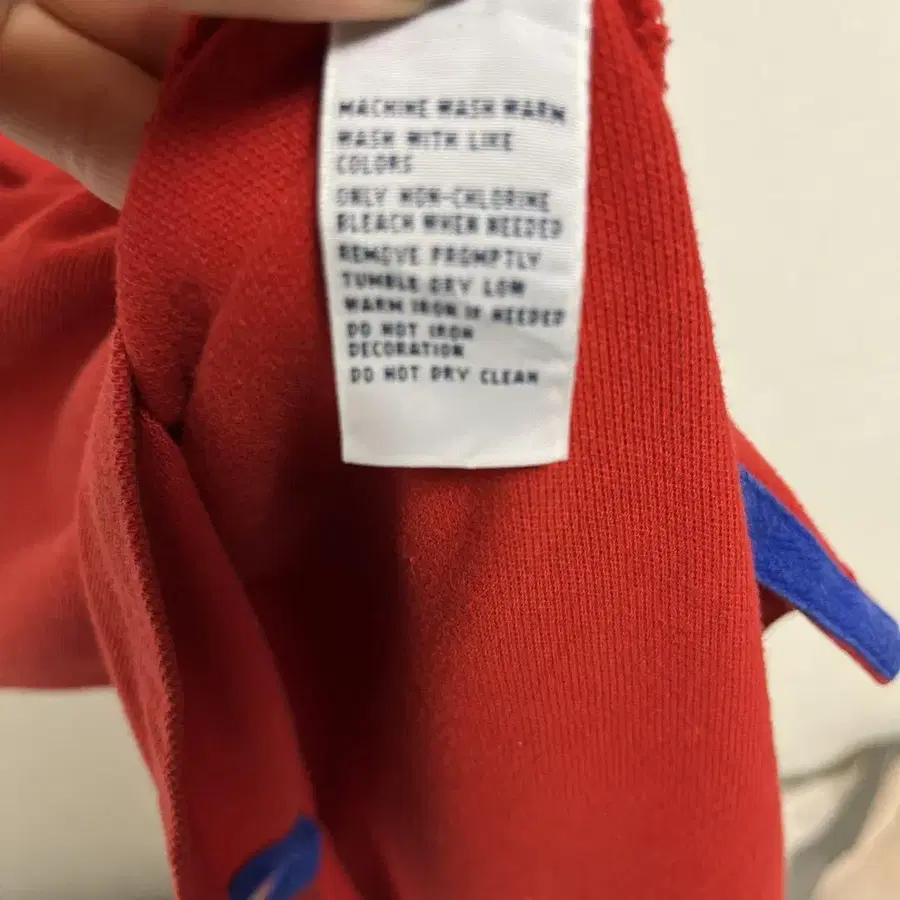 MACHINE WASH WARM
WASH WITH LIKE
COLORS
ONLY NON-CHLORINE
BLEACH WHEN NEEDED
REMOVE PROMPTLY
TUMBLE DRY LOW
WARM IRON IF NEEDED
DO NOT IRON
DECORATION
DO NOT DRY CLEAN